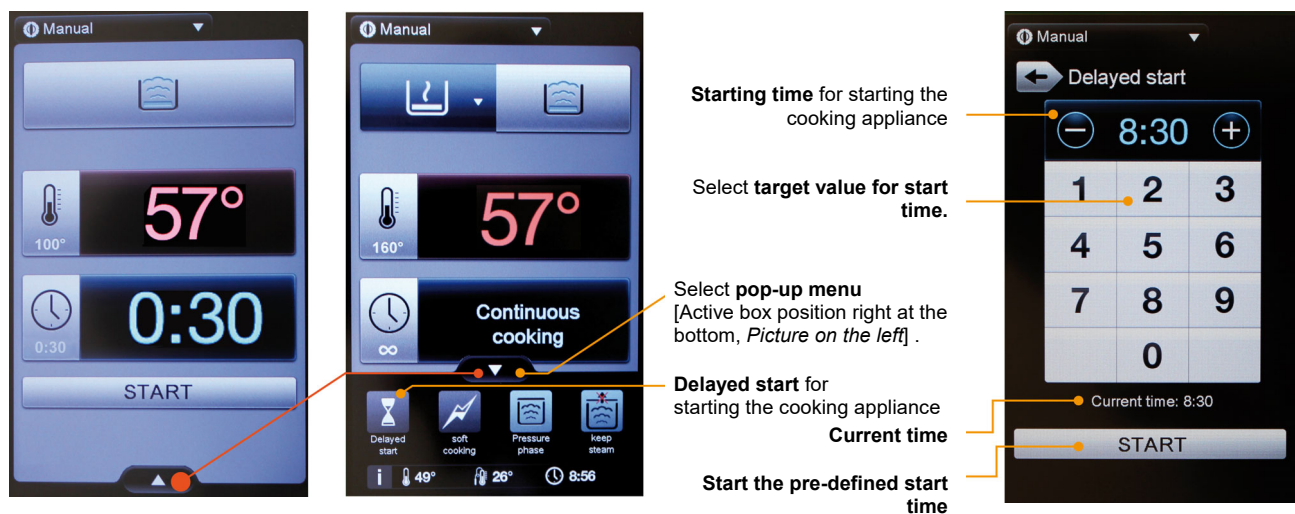 Manual
57°
100°
0:30
0:30
START
Manual
57°
160°
Continuous
cooking
∞
Delayed
start
soft
cooking
Pressure
phase
keep
steam
i 49° 26° 8:56
Starting time for starting the
cooking appliance
Select target value for start
time.
Select pop-up menu
[Active box position right at the
bottom, Picture on the left] .
Delayed start for
starting the cooking appliance
Current time
Start the pre-defined start
time
Manual
Delayed start
8:30
1 2 3
4 5 6
7 8 9
0
Current time: 8:30
START